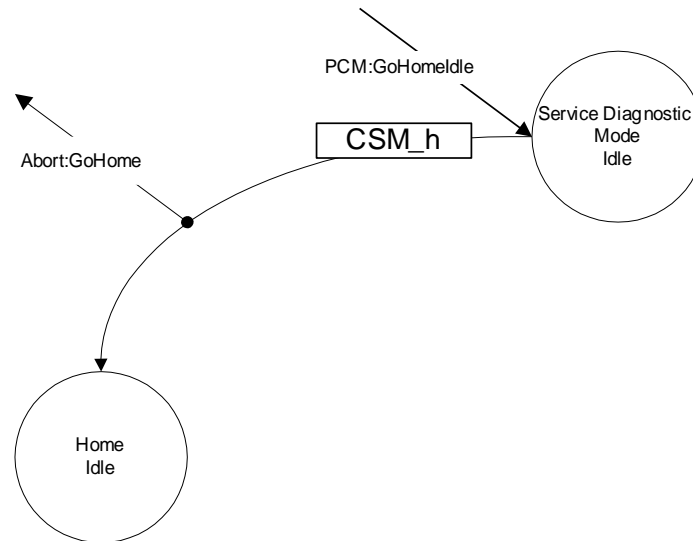 PCM:GoHomeIdle
Service Diagnostic
Mode
Idle
CSM_h
Abort:GoHome
Home
Idle